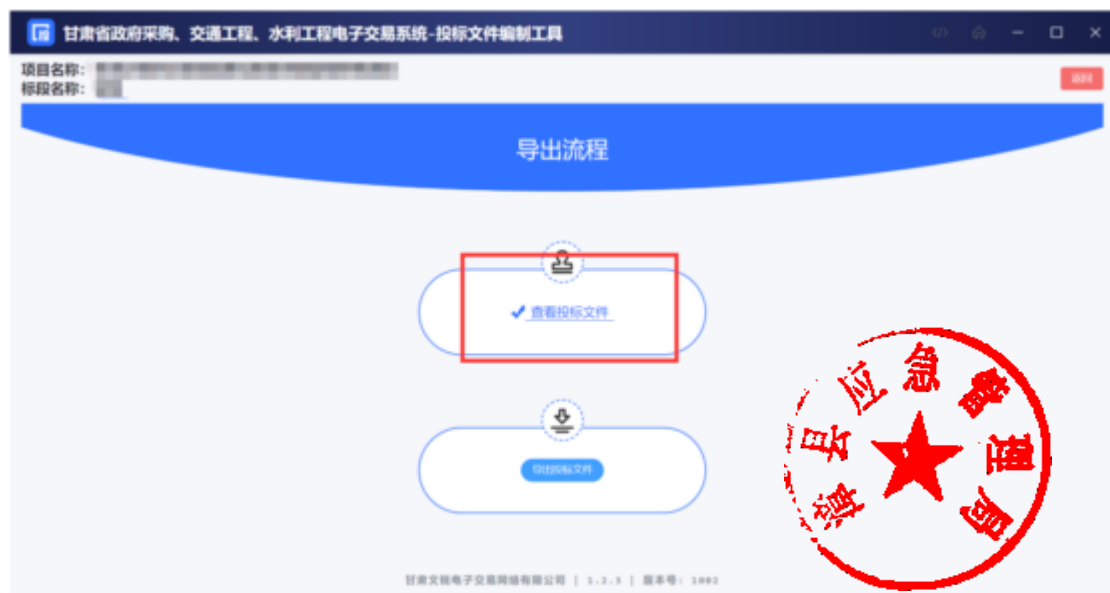 投 甘肃省政府采购、交通工程、水利工程电子交易系统-投标文件编制工具
项目名称:
标段名称:
返回
导出流程
查看投标文件
导出投标文件
县应急管理局
甘肃文锐电子交易网络有限公司 | 1.2.3 | 版本号: 1002